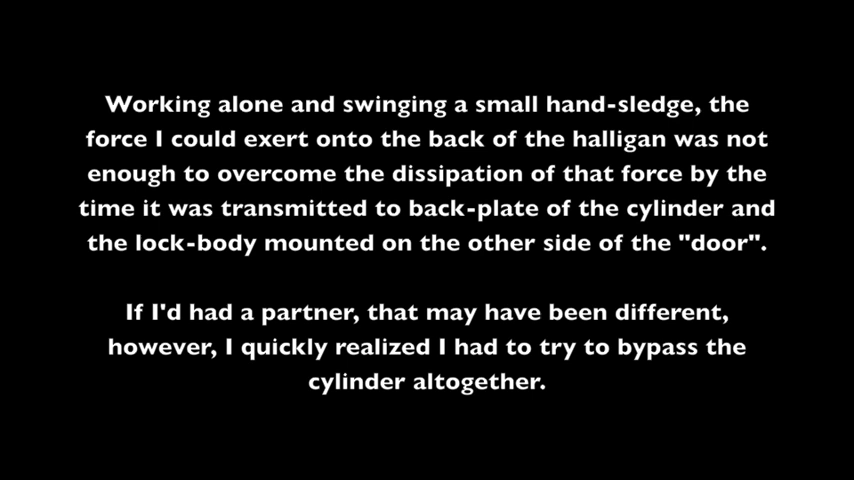 Working alone and swinging a small hand-sledge, the
force I could exert onto the back of the halligan was not
enough to overcome the dissipation of that force by the
time it was transmitted to back-plate of the cylinder and
the lock-body mounted on the other side of the "door".
If I'd had a partner, that may have been different,
however, I quickly realized I had to try to bypass the
cylinder altogether.